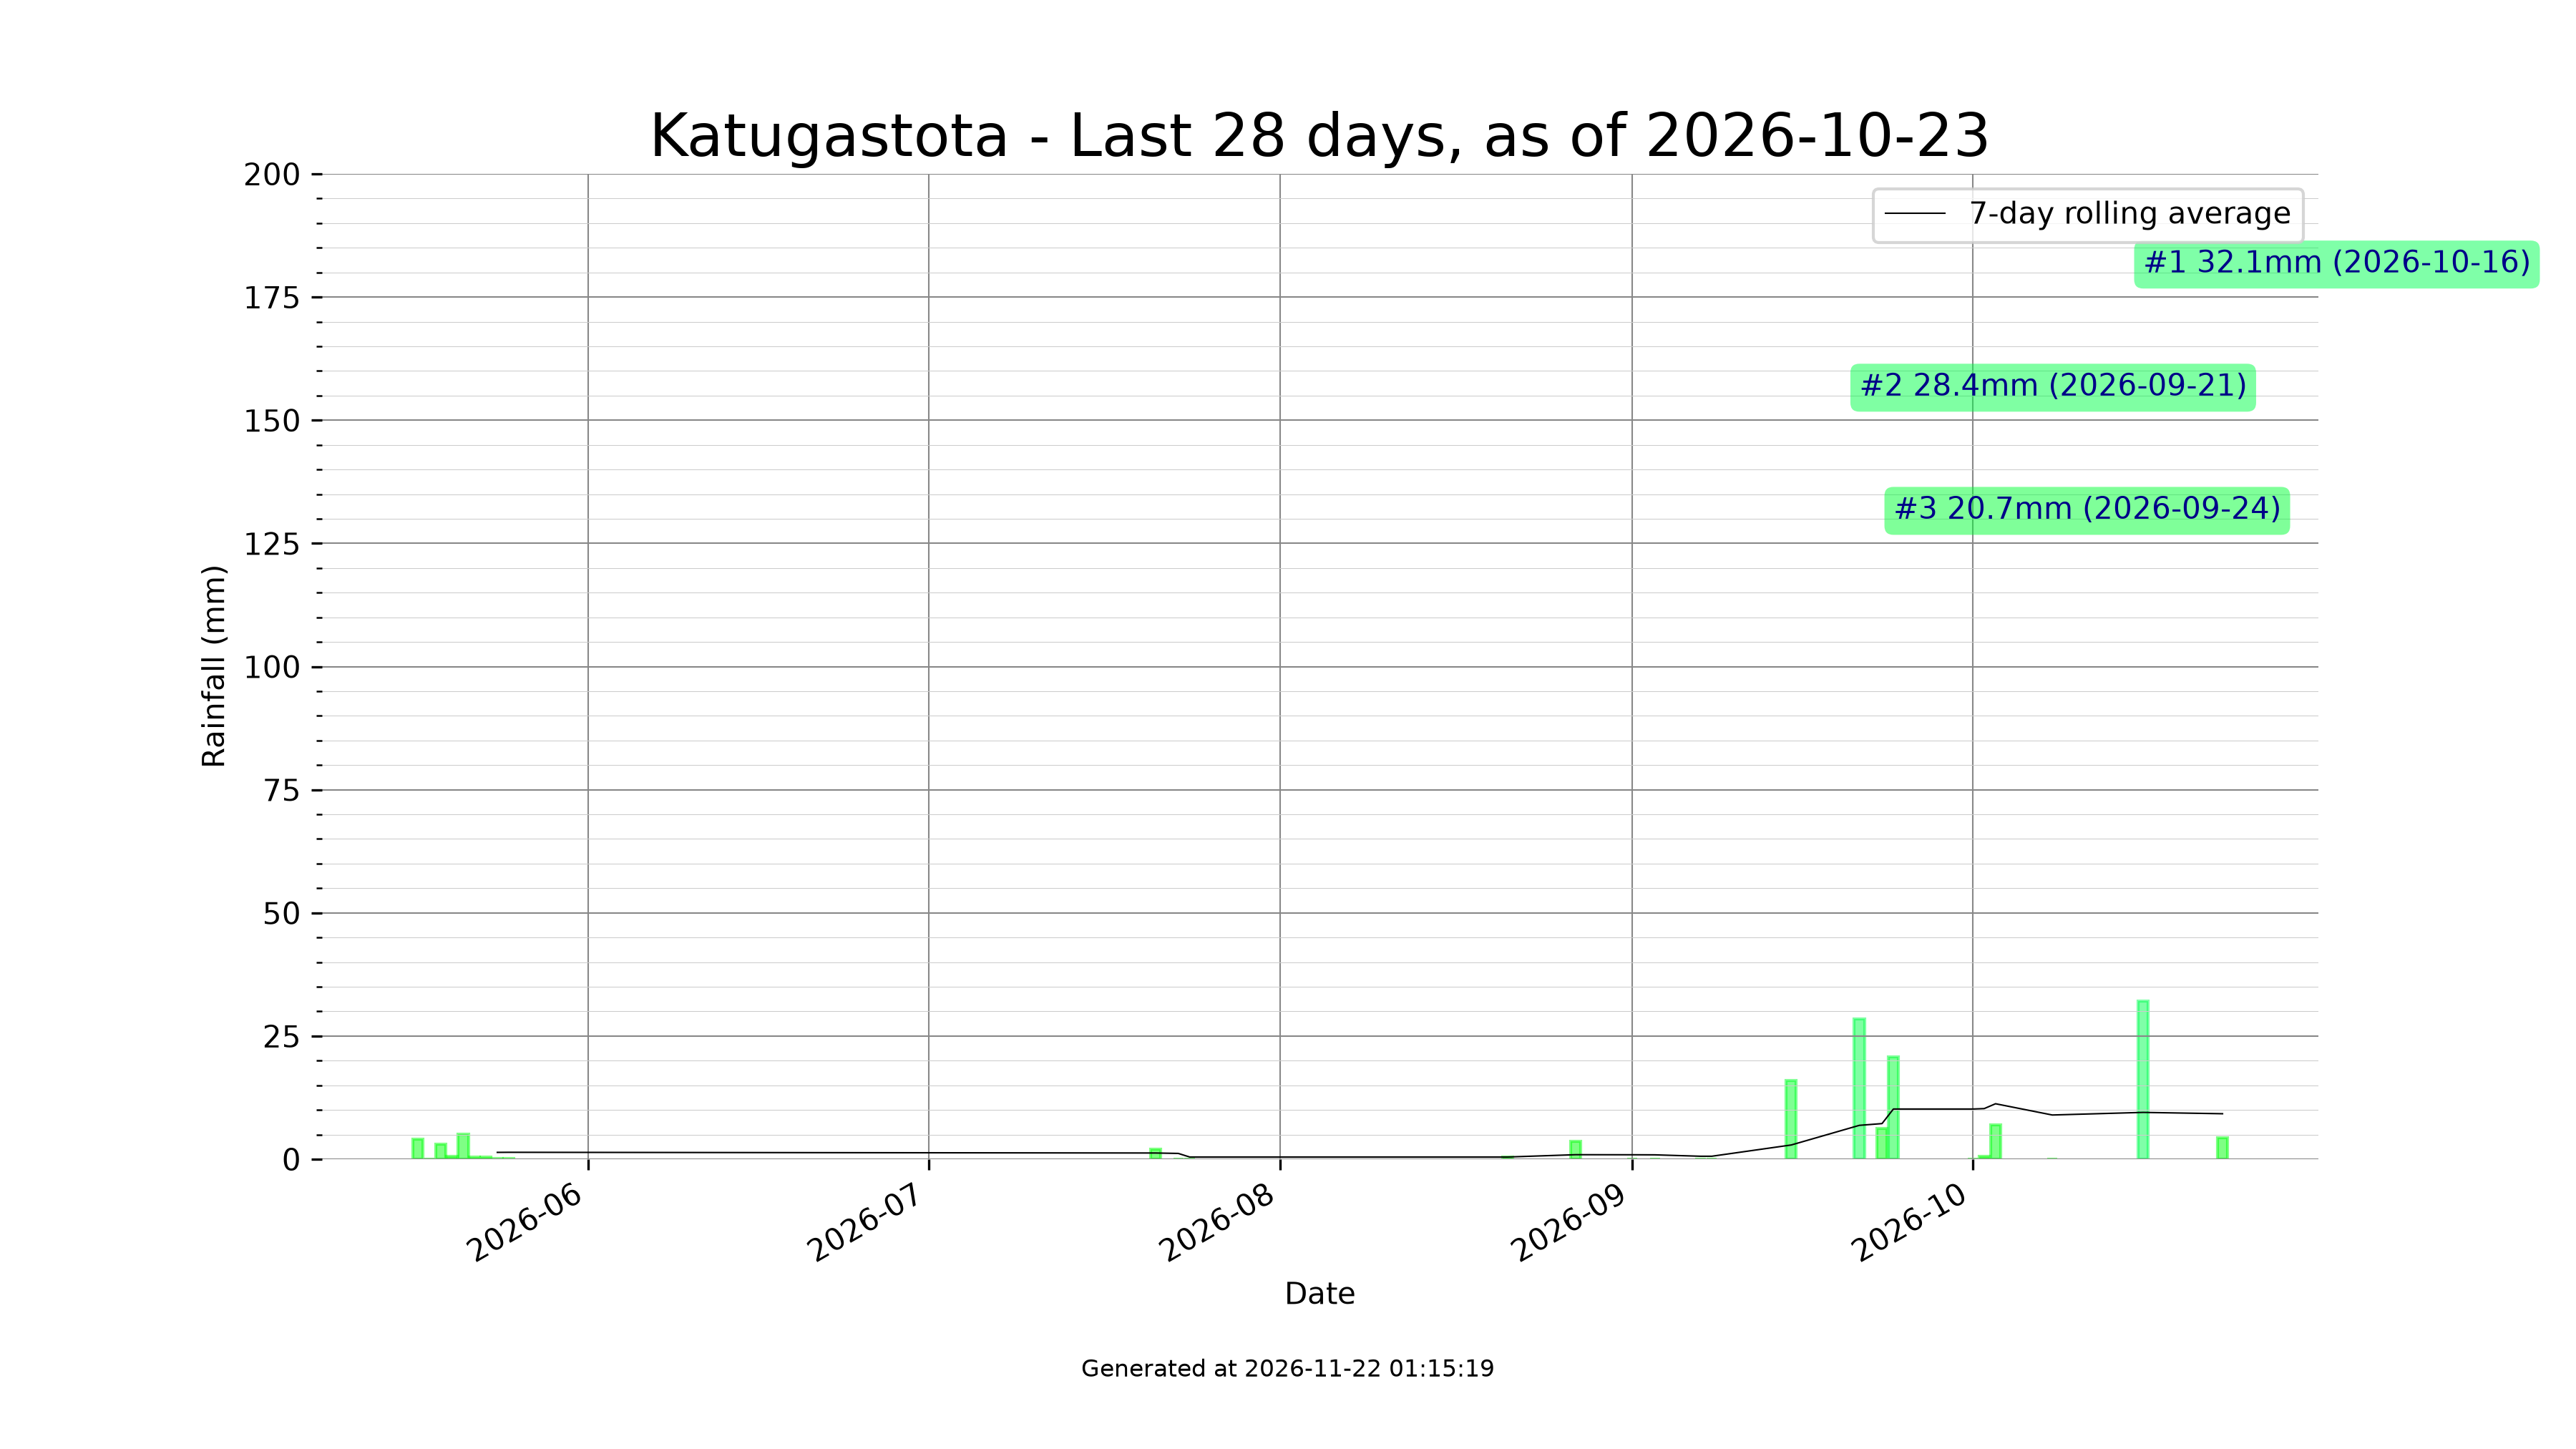 Katugastota - Last 28 days, as of 2026-10-23
200
175
150
125
100
75
50
25
0
Rainfall (mm)
7-day rolling average
#1 32.1mm (2026-10-16)
#2 28.4mm (2026-09-21)
#3 20.7mm (2026-09-24)
2026-06
2026-07
2026-08
2026-09
2026-10
Date
Generated at 2026-11-22 01:15:19